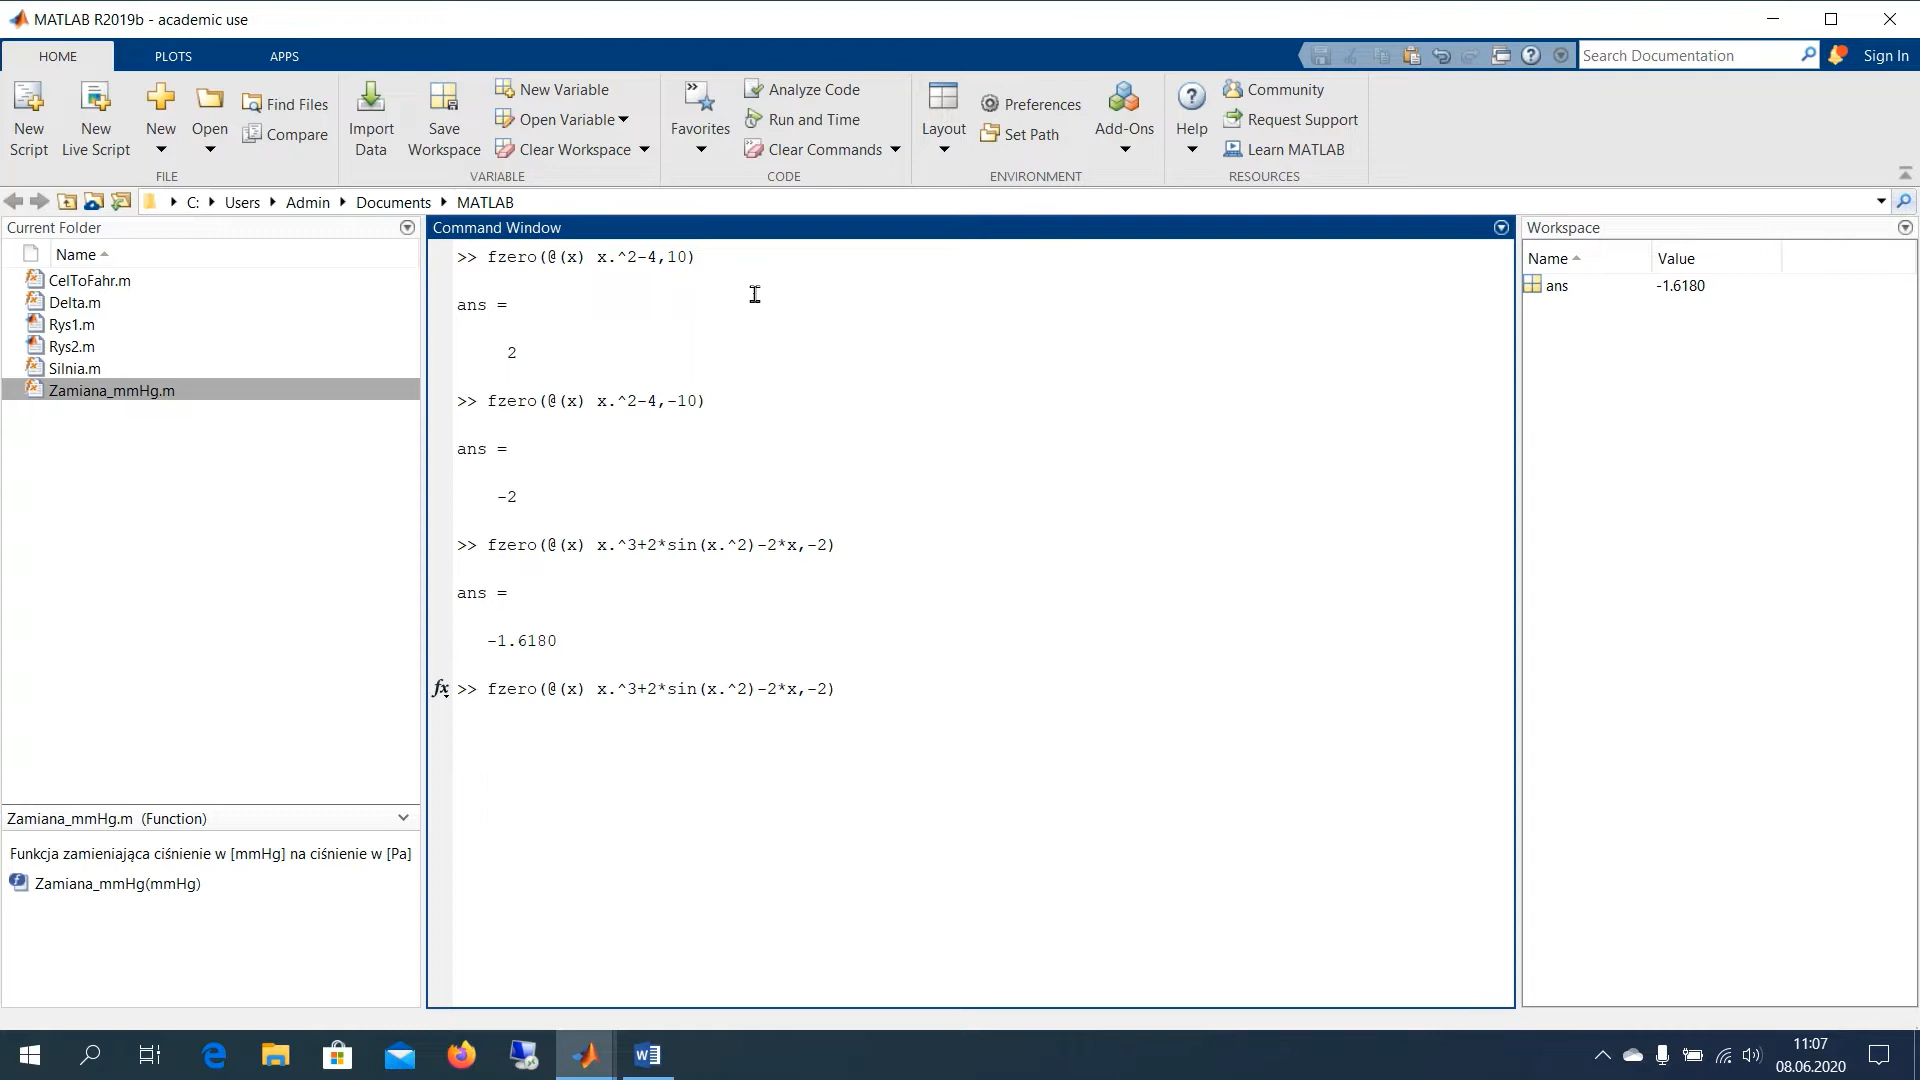 MATLAB R2019b - academic use
HOME PLOTS APPS
Search Documentation
Sign In
New Script
New Live Script
New
Open
Find Files
Compare
FILE
Import Data
Save Workspace
New Variable
Open Variable
Clear Workspace
VARIABLE
Favorites
Analyze Code
Run and Time
Clear Commands
CODE
Layout
Preferences
Set Path
Add-Ons
ENVIRONMENT
Help
Community
Request Support
Learn MATLAB
RESOURCES
C: Users Admin Documents MATLAB
Current Folder
Name
CelToFahr.m
Delta.m
Rys1.m
Rys2.m
Silnia.m
Zamiana_mmHg.m
Zamiana_mmHg.m (Function)
Funkcja zamieniająca ciśnienie w [mmHg] na ciśnienie w [Pa]
Zamiana_mmHg(mmHg)
Command Window
>> fzero(@(x) x.^2-4,10)
ans =
2
>> fzero(@(x) x.^2-4,-10)
ans =
-2
>> fzero(@(x) x.^3+2*sin(x.^2)-2*x,-2)
ans =
-1.6180
fx >> fzero(@(x) x.^3+2*sin(x.^2)-2*x,-2)
Workspace
Name Value
ans -1.6180
11:07
08.06.2020